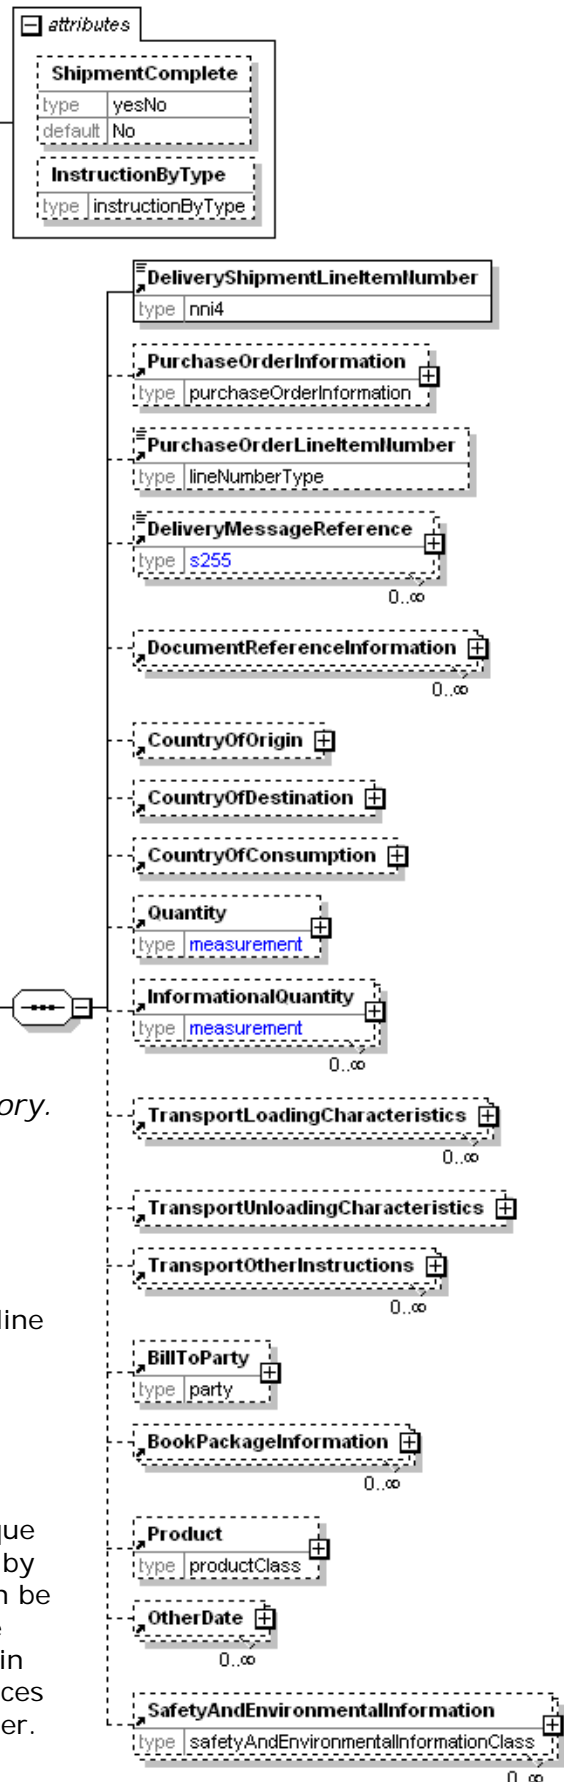 attributes
ShipmentComplete
type yesNo
default No
InstructionByType
type instructionByType
DeliveryShipmentLineItemNumber
type nni4
PurchaseOrderInformation
type purchaseOrderInformation
PurchaseOrderLineItemNumber
type lineNumberType
DeliveryMessageReference
type s255
0..∞
DocumentReferenceInformation
0..∞
CountryOfOrigin
CountryOfDestination
CountryOfConsumption
Quantity
type measurement
InformationalQuantity
type measurement
0..∞
ory.
TransportLoadingCharacteristics
0..∞
TransportUnloadingCharacteristics
TransportOtherInstructions
0..∞
line
BillToParty
type party
BookPackageInformation
0..∞
que
by
n be
Product
type productClass
e
in
ces
er.
OtherDate
0..∞
SafetyAndEnvironmentalInformation
type safetyAndEnvironmentalInformationClass
0..∞